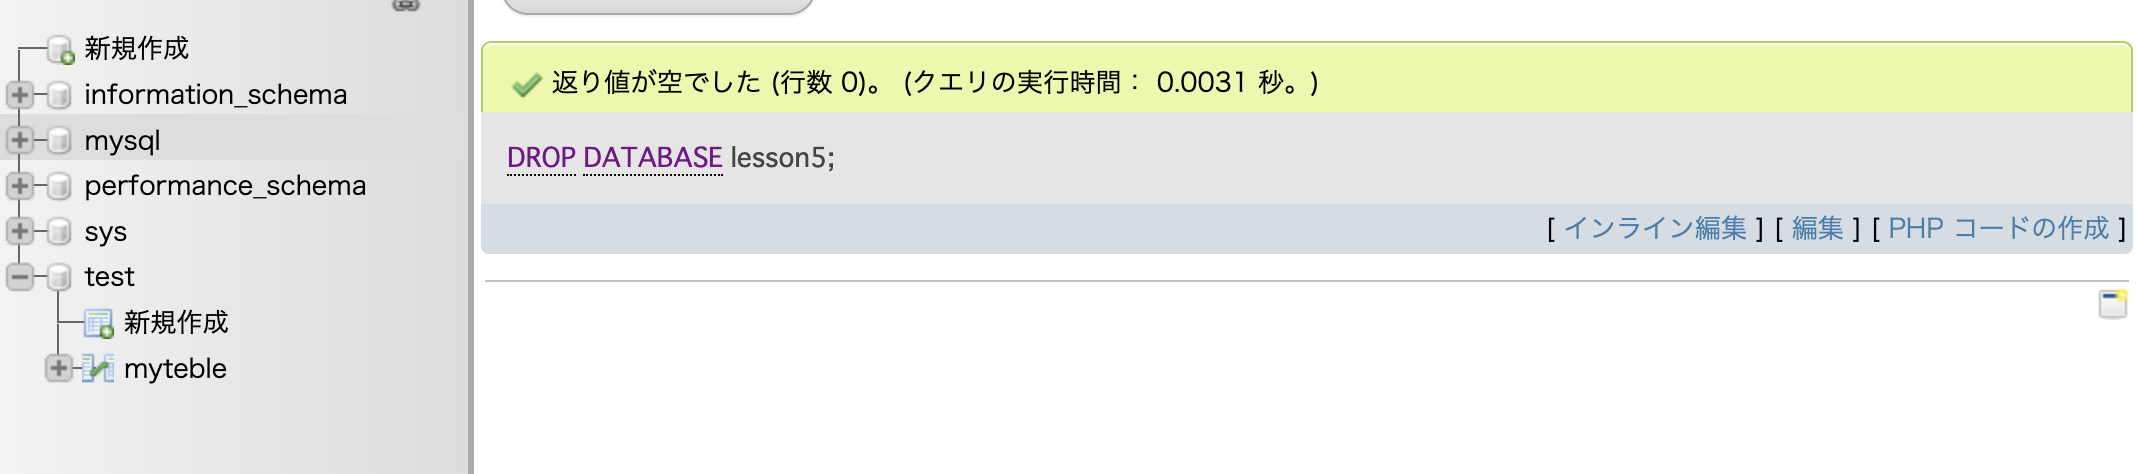 新規作成
information_schema
mysql
performance_schema
sys
test
新規作成
myteble
返り値が空でした (行数 0)。 (クエリの実行時間： 0.0031 秒。)
DROP DATABASE lesson5;
[ インライン編集 ] [ 編集 ] [ PHP コードの作成 ]